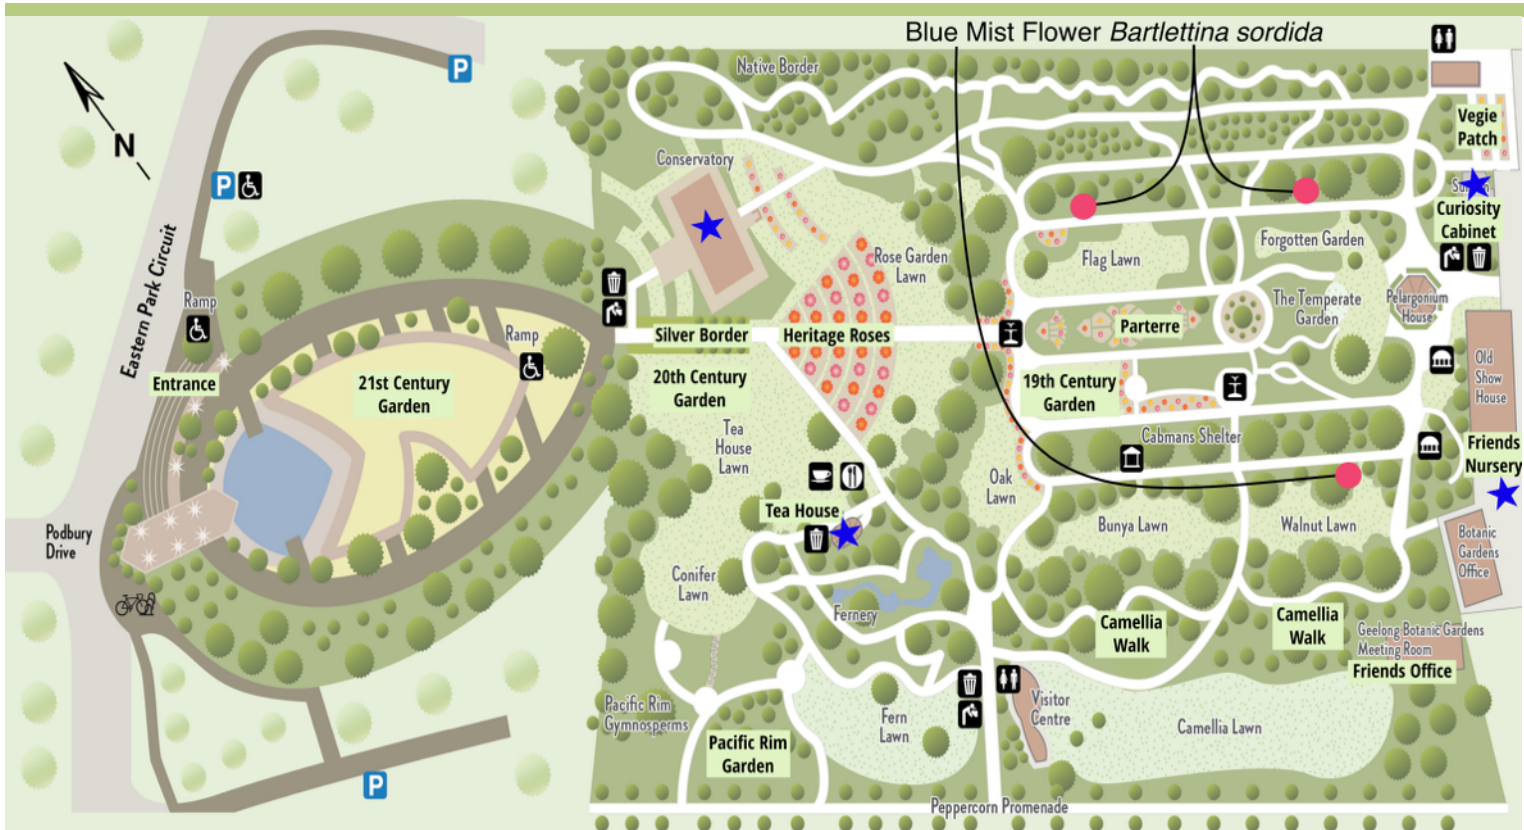 Blue Mist Flower Bartlettina sordida
Native Border
P
N
Vegie
Patch
Conservatory
P
Curiosity
Cabinet
Eastern Park Circuit
Rose Garden
Lawn
Flag Lawn
Forgotten Garden
Ramp
The Temperate
Garden
Pelargonium
House
Ramp
Silver Border
Heritage Roses
Parterre
Entrance
21st Century
Garden
20th Century
Garden
19th Century
Garden
Old
Show
House
Tea
House
Lawn
Cabmans Shelter
Friends
Nursery
Oak
Lawn
Tea House
Bunya Lawn
Walnut Lawn
Podbury
Drive
Botanic
Gardens
Office
Conifer
Lawn
Fernery
Camellia
Walk
Camellia
Walk
Geelong Botanic Gardens
Meeting Room
Friends Office
Pacific Rim
Gymnosperms
Visitor
Centre
Fern
Lawn
Camellia Lawn
Pacific Rim
Garden
P
Peppercorn Promenade